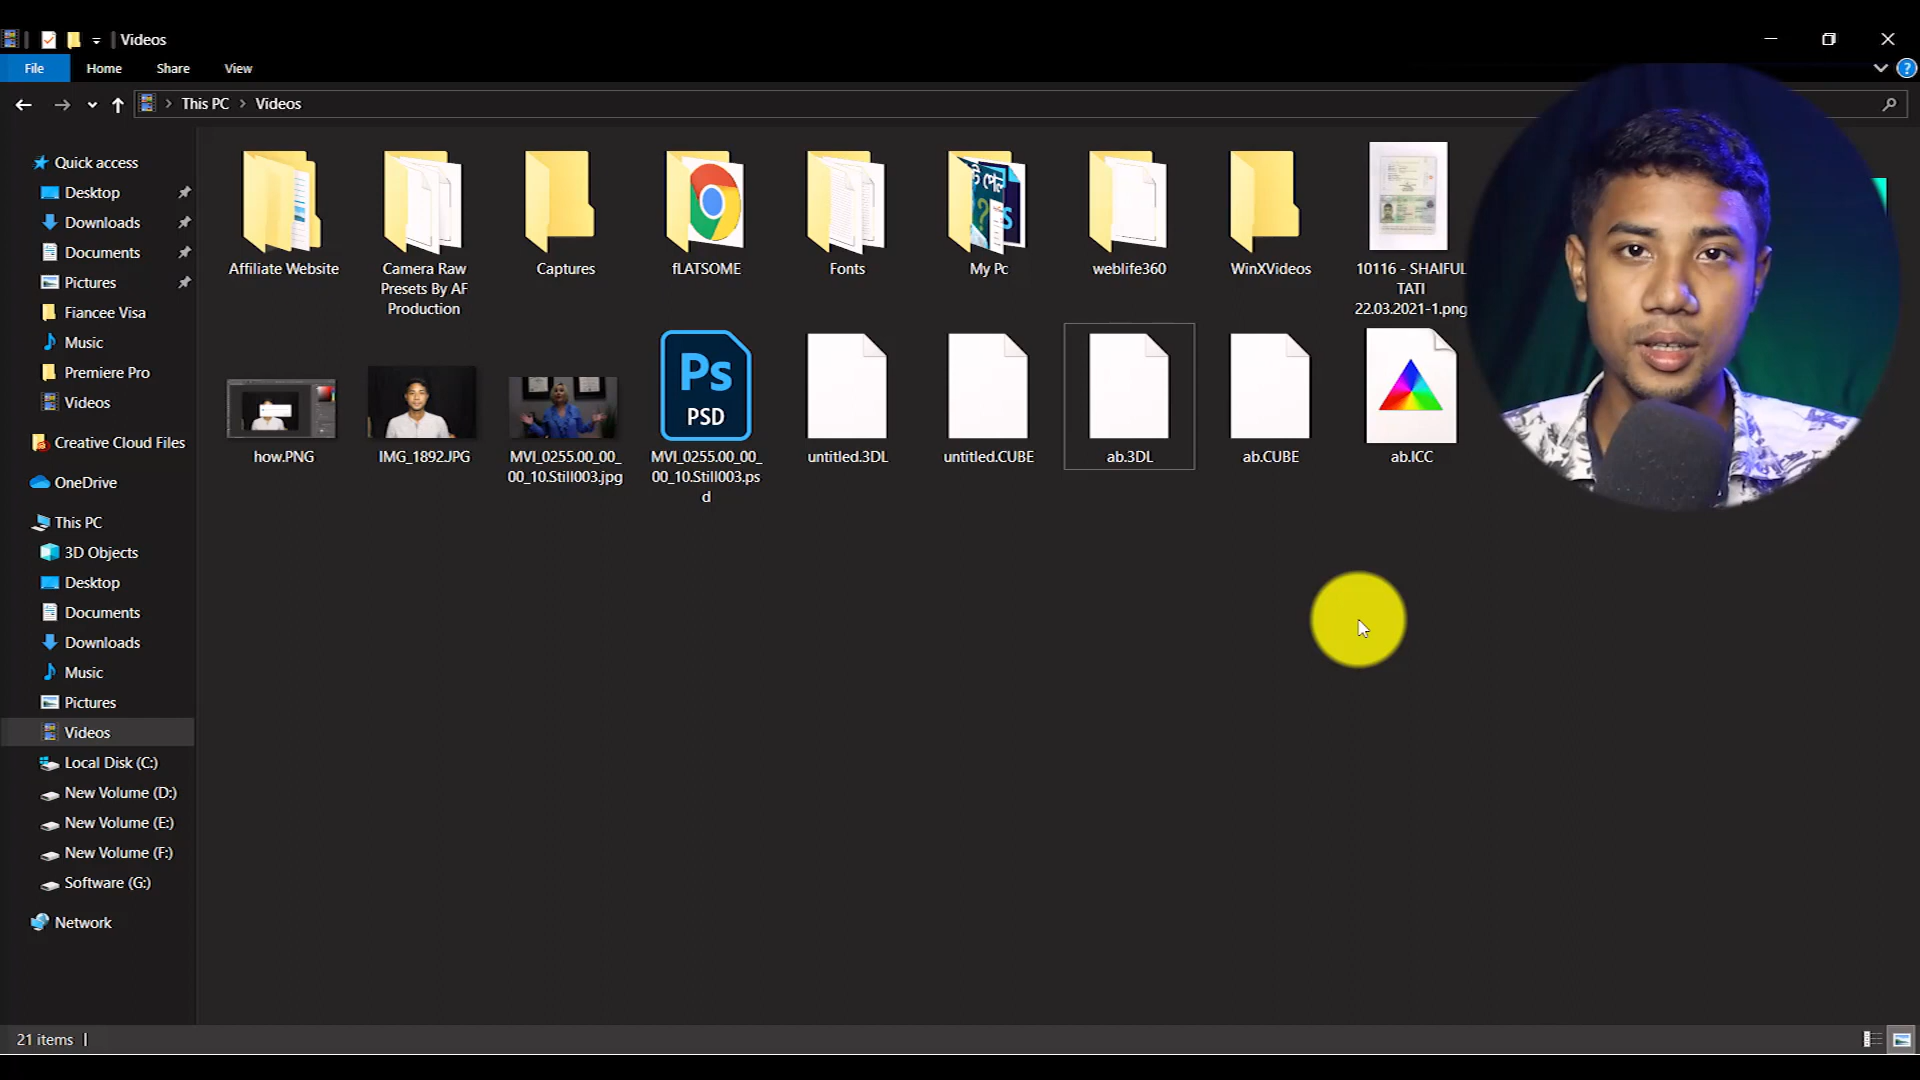 Videos
File
Home
Share
View
This PC
Videos
Quick access
Desktop
Downloads
Documents
Pictures
Fiancee Visa
Music
Premiere Pro
Videos
Creative Cloud Files
OneDrive
This PC
3D Objects
Desktop
Documents
Downloads
Music
Pictures
Videos
Local Disk (C:)
New Volume (D:)
New Volume (E:)
New Volume (F:)
Software (G:)
Network
Affiliate Website
Camera Raw
Presets By AF
Production
Captures
fLATSOME
Fonts
My Pc
weblife360
WinXVideos
10116 - SHAIFUL
TATI
22.03.2021-1.png
how.PNG
IMG_1892.JPG
MVI_0255.00_00_
00_10.Still003.jpg
Ps
PSD
MVI_0255.00_00_
00_10.Still003.ps
d
untitled.3DL
untitled.CUBE
ab.3DL
ab.CUBE
ab.ICC
21 items